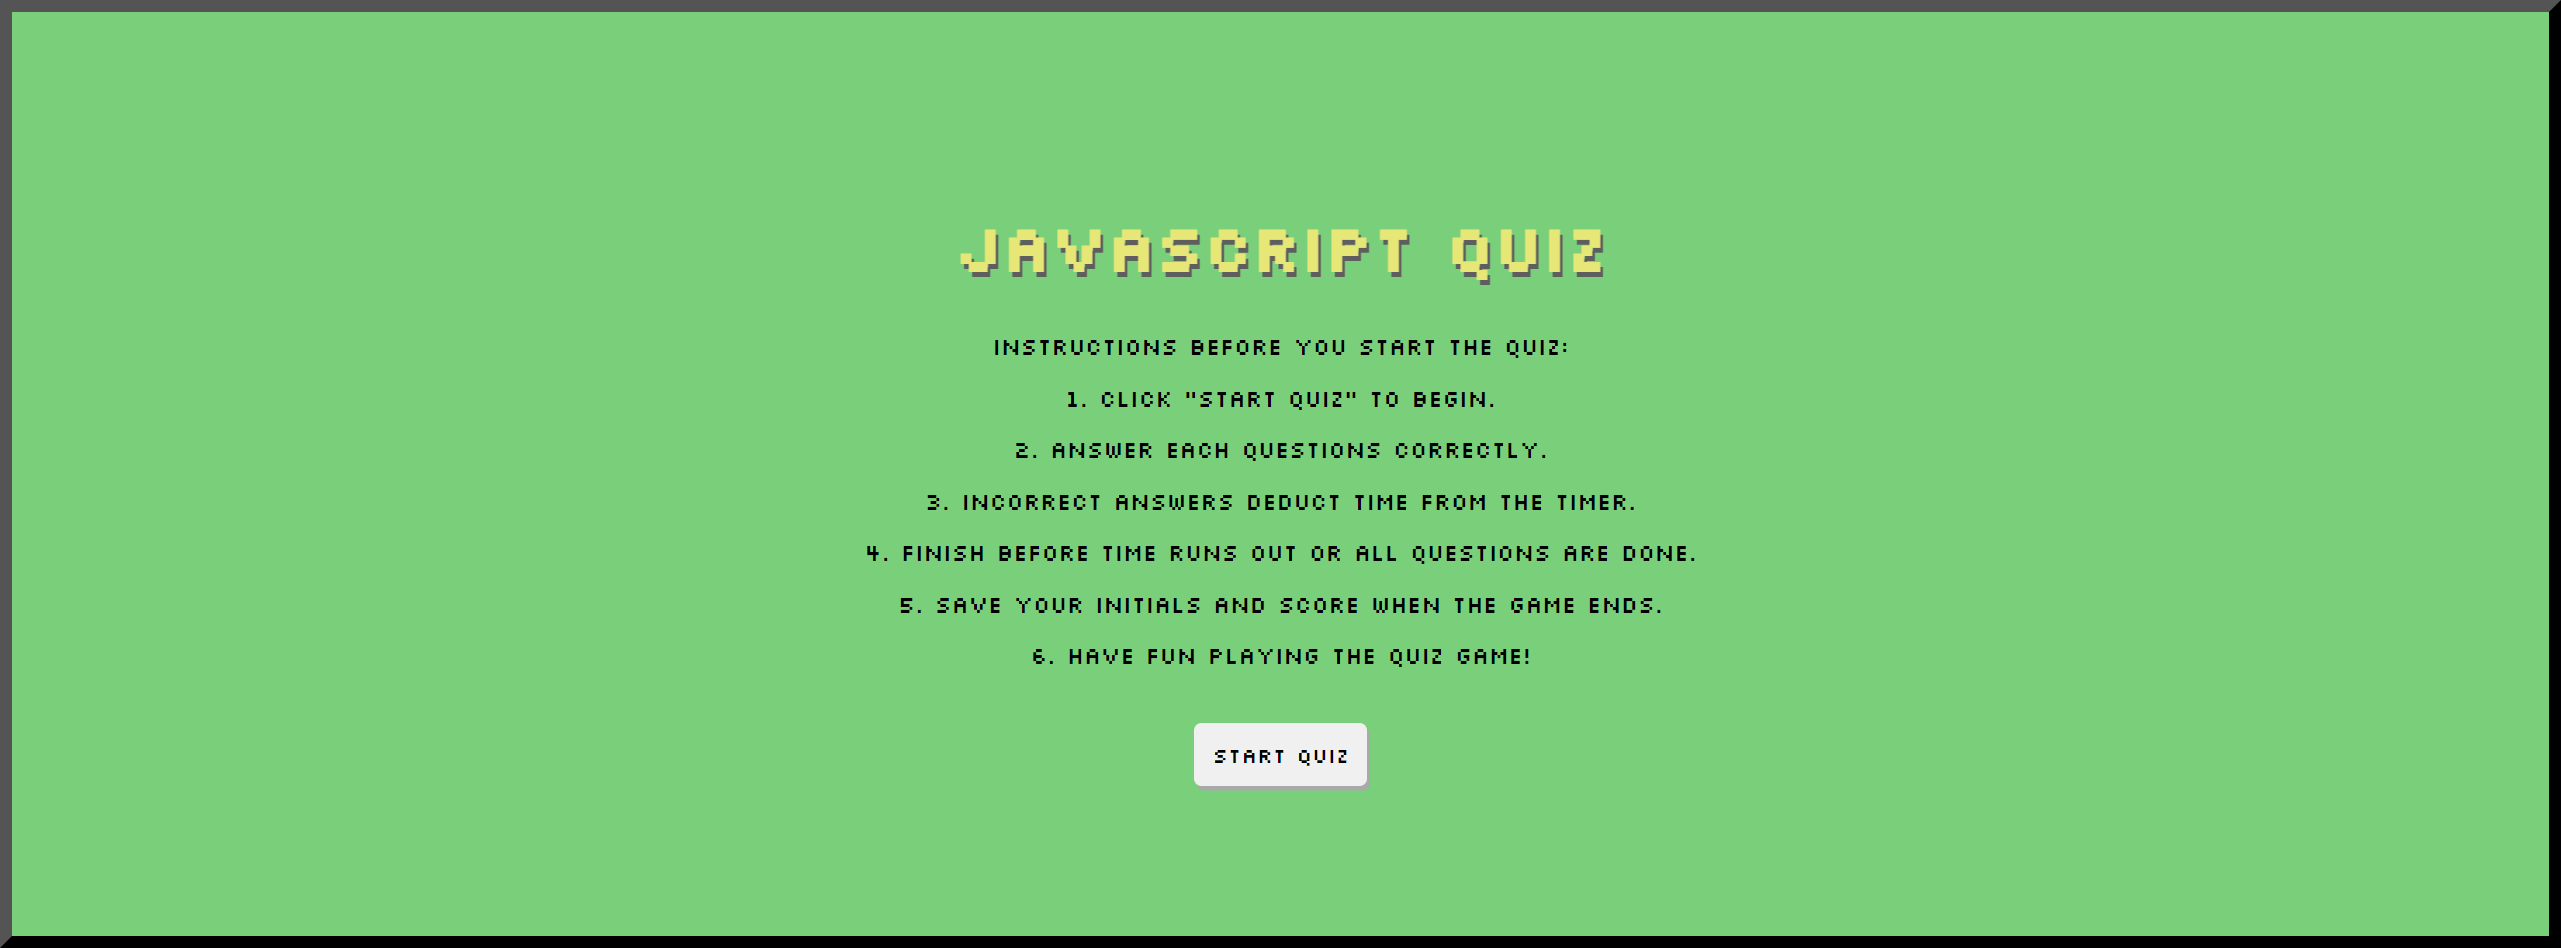 JAVASCRIPT QUIZ
INSTRUCTIONS BEFORE YOU START THE QUIZ:
1. CLICK "START QUIZ" TO BEGIN.
2. ANSWER EACH QUESTIONS CORRECTLY.
3. INCORRECT ANSWERS DEDUCT TIME FROM THE TIMER.
4. FINISH BEFORE TIME RUNS OUT OR ALL QUESTIONS ARE DONE.
5. SAVE YOUR INITIALS AND SCORE WHEN THE GAME ENDS.
6. HAVE FUN PLAYING THE QUIZ GAME!
START QUIZ